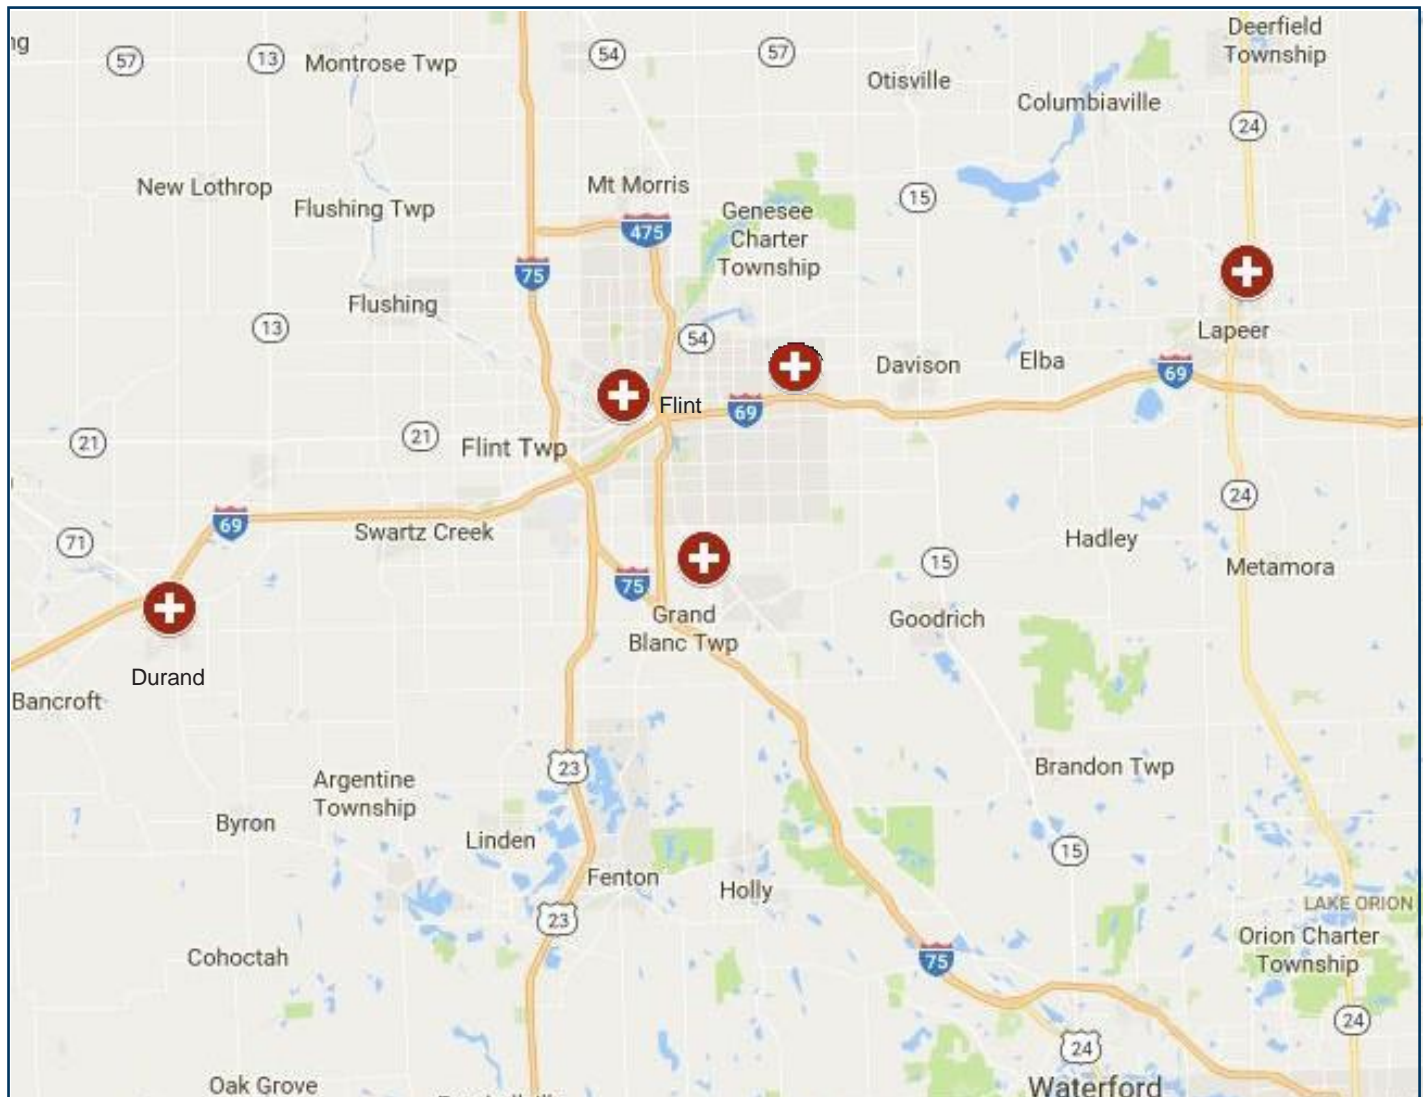 ng
57
13
Montrose Twp
54
57
Otisville
Columbiaville
Deerfield
Township
24
New Lothrop
Flushing Twp
Mt Morris
475
Genesee
Charter
Township
15
75
Flushing
13
54
Lapeer
Davison
Elba
69
Flint
69
21
21
Flint Twp
69
Swartz Creek
71
24
Hadley
15
Metamora
75
Grand
Blanc Twp
Goodrich
Durand
Bancroft
23
Brandon Twp
Argentine
Township
Byron
Linden
15
Fenton
Holly
23
LAKE ORION
Orion Charter
Township
Cohoctah
75
24
24
Oak Grove
Waterford